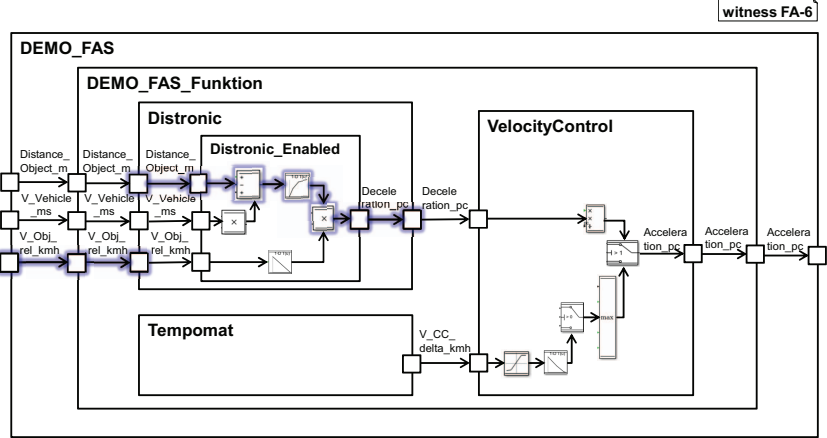 witness FA-6
DEMO_FAS
DEMO_FAS_Funktion
Distronic
VelocityControl
Distronic_Enabled
Distance_
Object_m
Distance_
Object_m
Distance_
Object_m
V_Vehicle
_ms
V_Vehicle
_ms
V_Vehicle
_ms
V_Obj_
rel_kmh
V_Obj_
rel_kmh
V_Obj_
rel_kmh
Decele
ration_pc
Decele
ration_pc
Accelera
tion_pc
Accelera
tion_pc
Accelera
tion_pc
Tempomat
V_CC_
delta_kmh
max